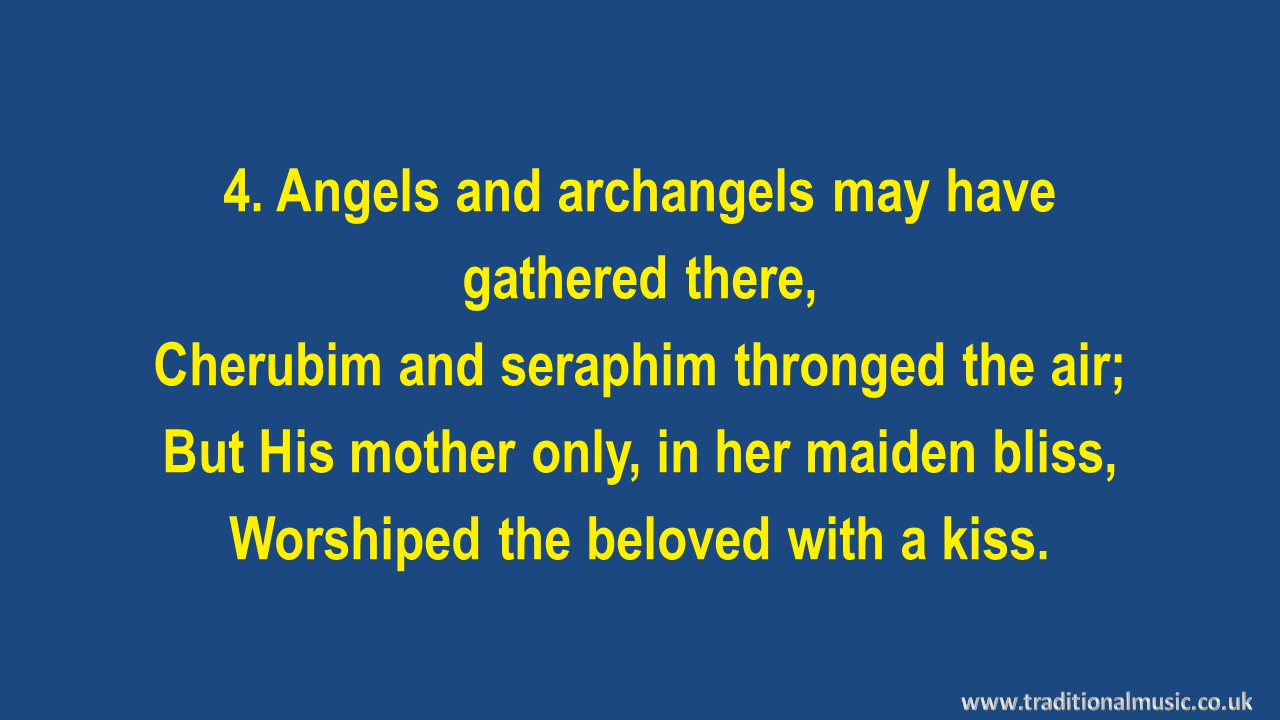 4. Angels and archangels may have
gathered there,
Cherubim and seraphim thronged the air;
But His mother only, in her maiden bliss,
Worshiped the beloved with a kiss.
www.traditionalmusic.co.uk